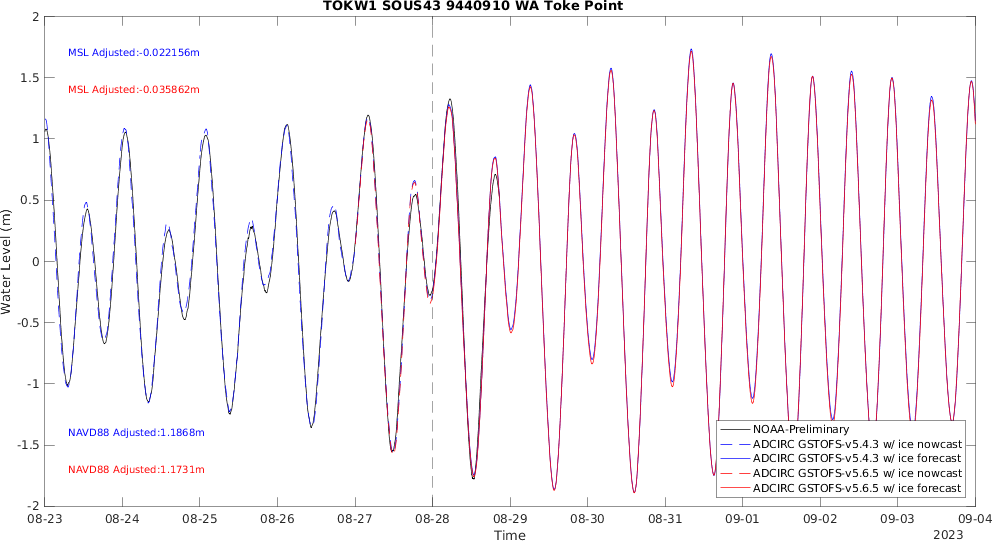 TOKW1 SOUS43 9440910 WA Toke Point
MSL Adjusted:-0.022156m
MSL Adjusted:-0.035862m
NAVD88 Adjusted:1.1868m
NAVD88 Adjusted:1.1731m
Water Level (m)
2
1.5
1
0.5
0
-0.5
-1
-1.5
-2
NOAA-Preliminary
ADCIRC GSTOFS-v5.4.3 w/ ice nowcast
ADCIRC GSTOFS-v5.4.3 w/ ice forecast
ADCIRC GSTOFS-v5.6.5 w/ ice nowcast
ADCIRC GSTOFS-v5.6.5 w/ ice forecast
08-23 08-24 08-25 08-26 08-27 08-28 08-29 08-30 08-31 09-01 09-02 09-03 09-04
Time
2023